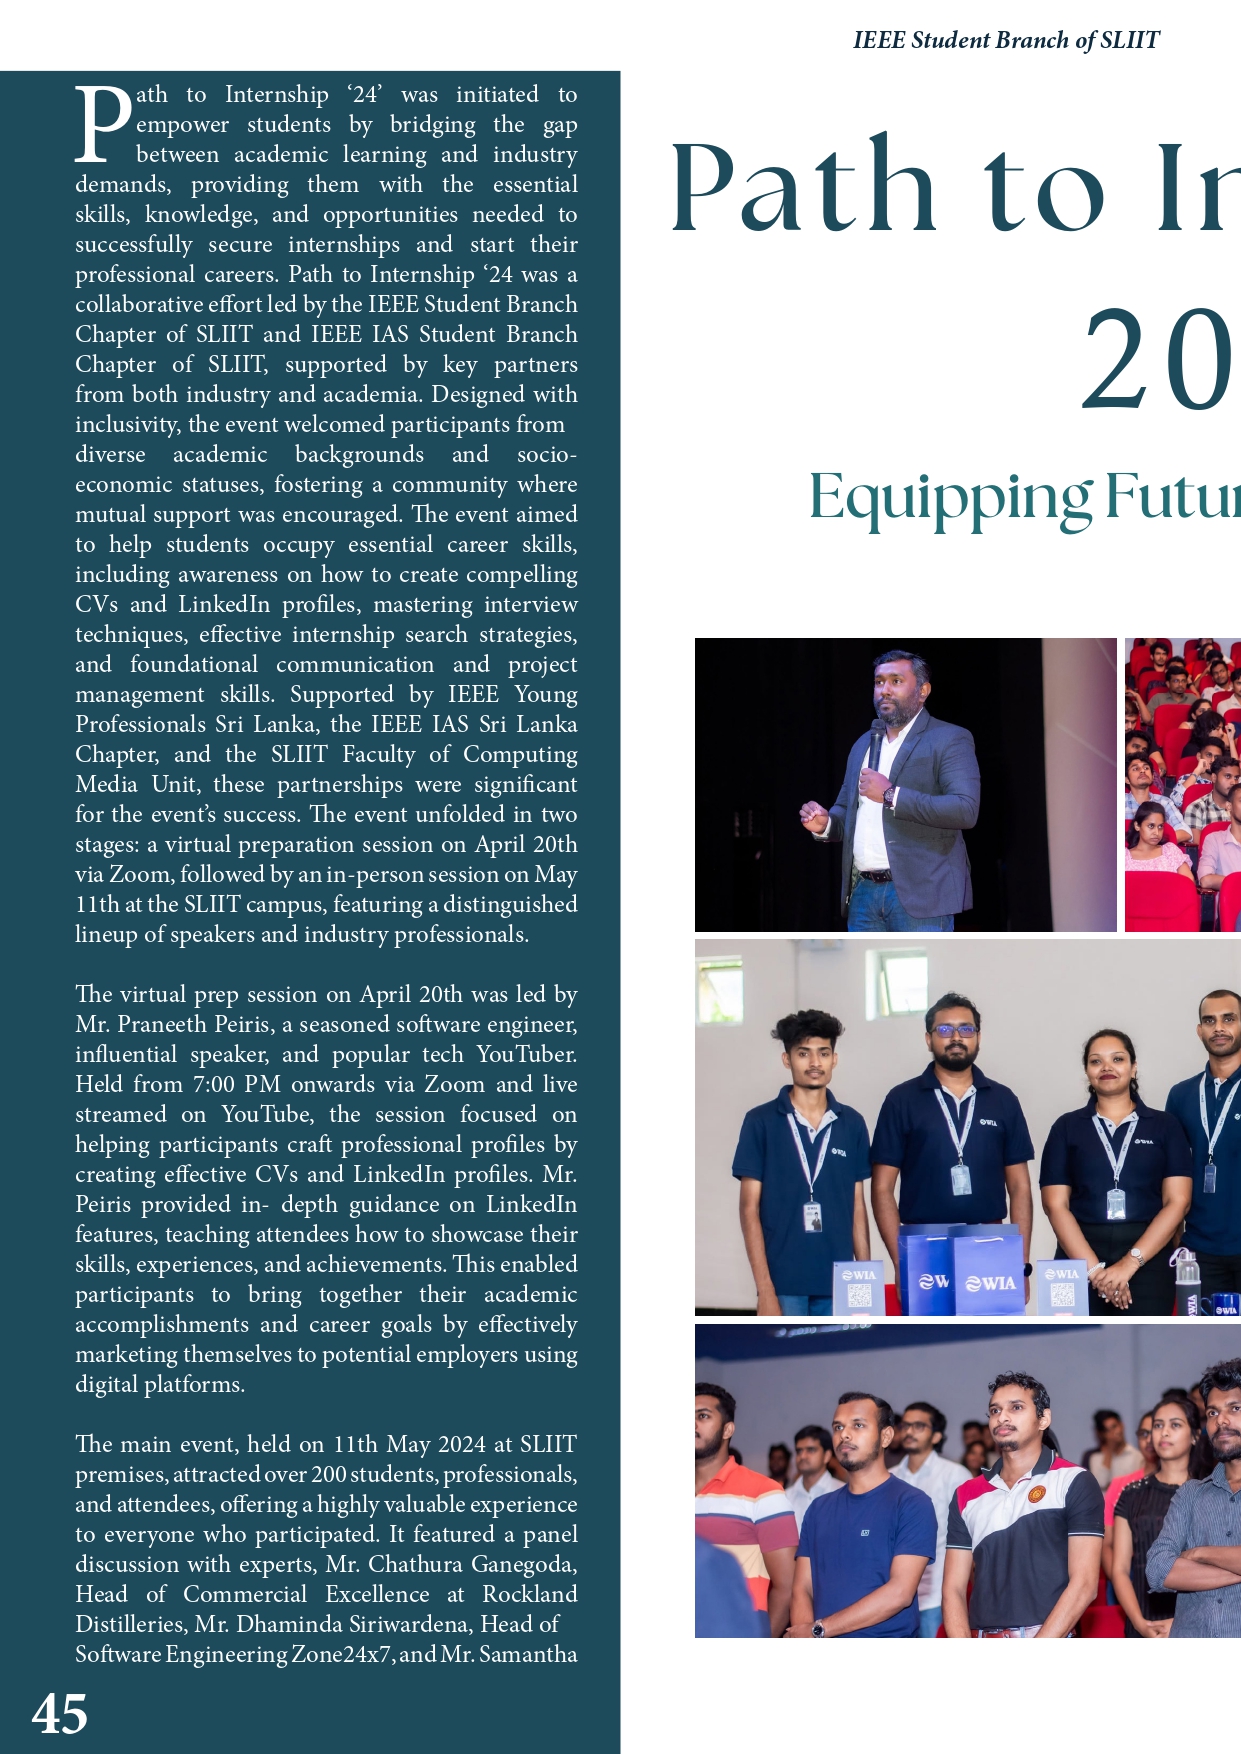 IEEE Student Branch of SLIIT
Path to In
20
Equipping Futur
Path to Internship ‘24’ was initiated to
empower students by bridging the gap
between academic learning and industry
demands, providing them with the essential
skills, knowledge, and opportunities needed to
successfully secure internships and start their
professional careers. Path to Internship ‘24 was a
collaborative effort led by the IEEE Student Branch
Chapter of SLIIT and IEEE IAS Student Branch
Chapter of SLIIT, supported by key partners
from both industry and academia. Designed with
inclusivity, the event welcomed participants from
diverse academic backgrounds and socio-
economic statuses, fostering a community where
mutual support was encouraged. The event aimed
to help students occupy essential career skills,
including awareness on how to create compelling
CVs and LinkedIn profiles, mastering interview
techniques, effective internship search strategies,
and foundational communication and project
management skills. Supported by IEEE Young
Professionals Sri Lanka, the IEEE IAS Sri Lanka
Chapter, and the SLIIT Faculty of Computing
Media Unit, these partnerships were significant
for the event’s success. The event unfolded in two
stages: a virtual preparation session on April 20th
via Zoom, followed by an in-person session on May
11th at the SLIIT campus, featuring a distinguished
lineup of speakers and industry professionals.
The virtual prep session on April 20th was led by
Mr. Praneeth Peiris, a seasoned software engineer,
influential speaker, and popular tech YouTuber.
Held from 7:00 PM onwards via Zoom and live
streamed on YouTube, the session focused on
helping participants craft professional profiles by
creating effective CVs and LinkedIn profiles. Mr.
Peiris provided in- depth guidance on LinkedIn
features, teaching attendees how to showcase their
skills, experiences, and achievements. This enabled
participants to bring together their academic
accomplishments and career goals by effectively
marketing themselves to potential employers using
digital platforms.
The main event, held on 11th May 2024 at SLIIT
premises, attracted over 200 students, professionals,
and attendees, offering a highly valuable experience
to everyone who participated. It featured a panel
discussion with experts, Mr. Chathura Ganegoda,
Head of Commercial Excellence at Rockland
Distilleries, Mr. Dhaminda Siriwardena, Head of
Software Engineering Zone24x7, and Mr. Samantha
45
WIA
WIA
WIA
WIA
WIA
W
WIA
WIA
WIA
WIA